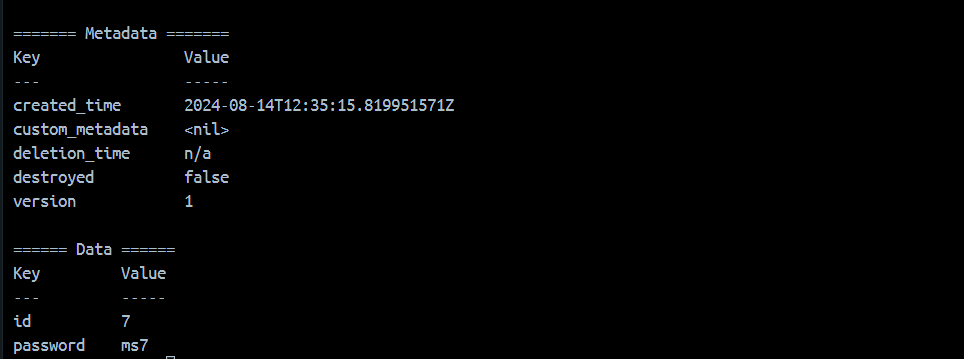 ======= Metadata =======
Key                Value
---                -----
created_time       2024-08-14T12:35:15.819951571Z
custom_metadata    <nil>
deletion_time      n/a
destroyed          false
version            1
====== Data ======
Key         Value
---         -----
id          7
password    ms7